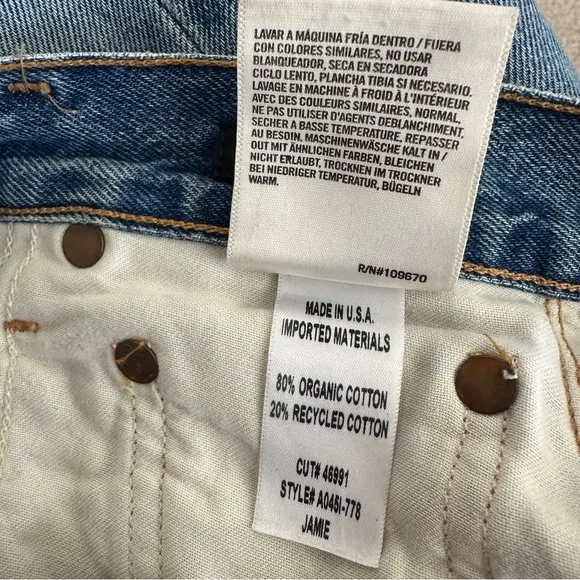 LAVAR A MÁQUINA FRÍA DENTRO / FUERA
CON COLORES SIMILARES, NO USAR
BLANQUEADOR, SECA EN SECADORA
CICLO LENTO, PLANCHA TIBIA SI NECESARIO.
LAVAGE EN MACHINE À FROID À L'INTÉRIEUR
AVEC DES COULEURS SIMILAIRES, NORMAL,
NE PAS UTILISER D'AGENTS DEBLANCHIMENT.
SECHER A BASSE TEMPERATURE, REPASSER
AU BESOIN. MASCHINENWÄSCHE KALT IN /
OUT MIT ÄHNLICHEN FARBEN, BLEICHEN
NICHT ERLAUBT, TROCKNEN IM TROCKNER
BEI NIEDRIGER TEMPERATUR, BÜGELN
WARM.
R/N#109670
MADE IN U.S.A.
IMPORTED MATERIALS
80% ORGANIC COTTON
20% RECYCLED COTTON
CUT# 46991
STYLE# A045I-778
JAMIE